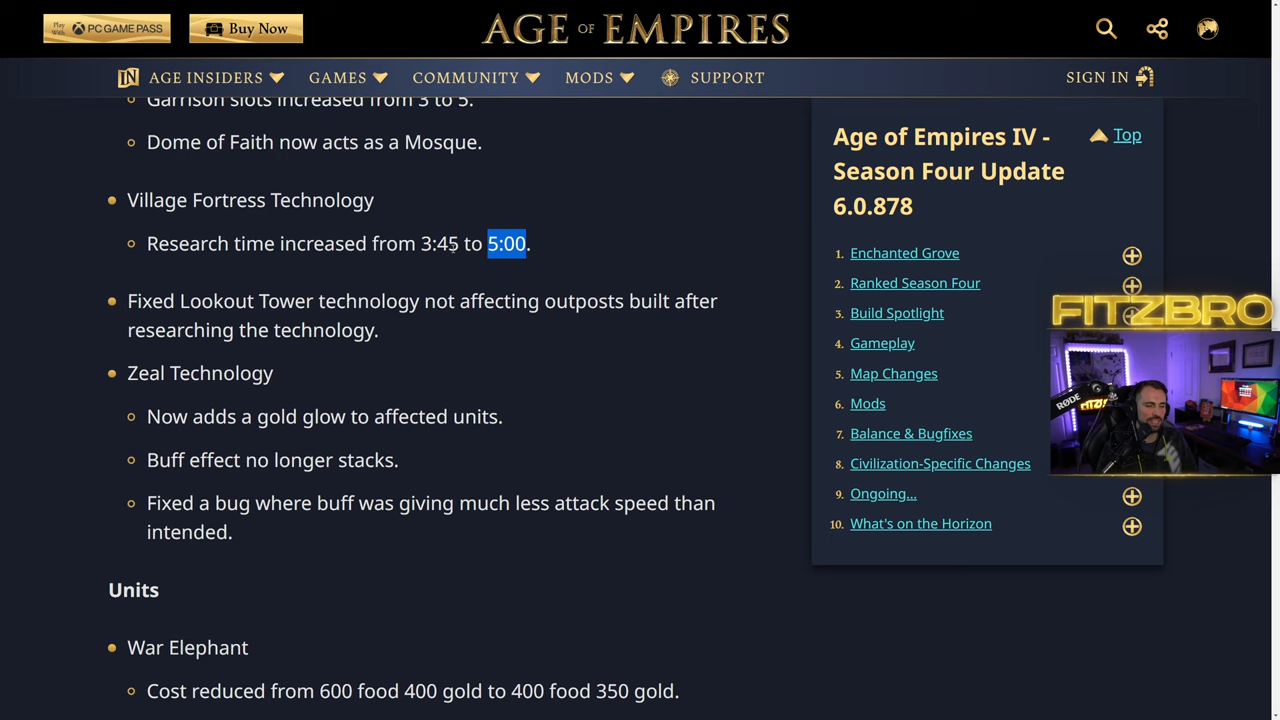 Play With
PC GAME PASS
Buy Now
AGE OF EMPIRES
IN
AGE INSIDERS
GAMES
COMMUNITY
MODS
SUPPORT
SIGN IN
Garrison slots increased from 3 to 5.
Dome of Faith now acts as a Mosque.
Village Fortress Technology
Research time increased from 3:45 to 5:00.
Fixed Lookout Tower technology not affecting outposts built after
researching the technology.
Zeal Technology
Now adds a gold glow to affected units.
Buff effect no longer stacks.
Fixed a bug where buff was giving much less attack speed than
intended.
Units
War Elephant
Cost reduced from 600 food 400 gold to 400 food 350 gold.
Age of Empires IV -
Season Four Update
6.0.878
Top
1. Enchanted Grove
2. Ranked Season Four
3. Build Spotlight
4. Gameplay
5. Map Changes
6. Mods
7. Balance & Bugfixes
8. Civilization-Specific Changes
9. Ongoing...
10. What's on the Horizon
FITZBRO
RØDE